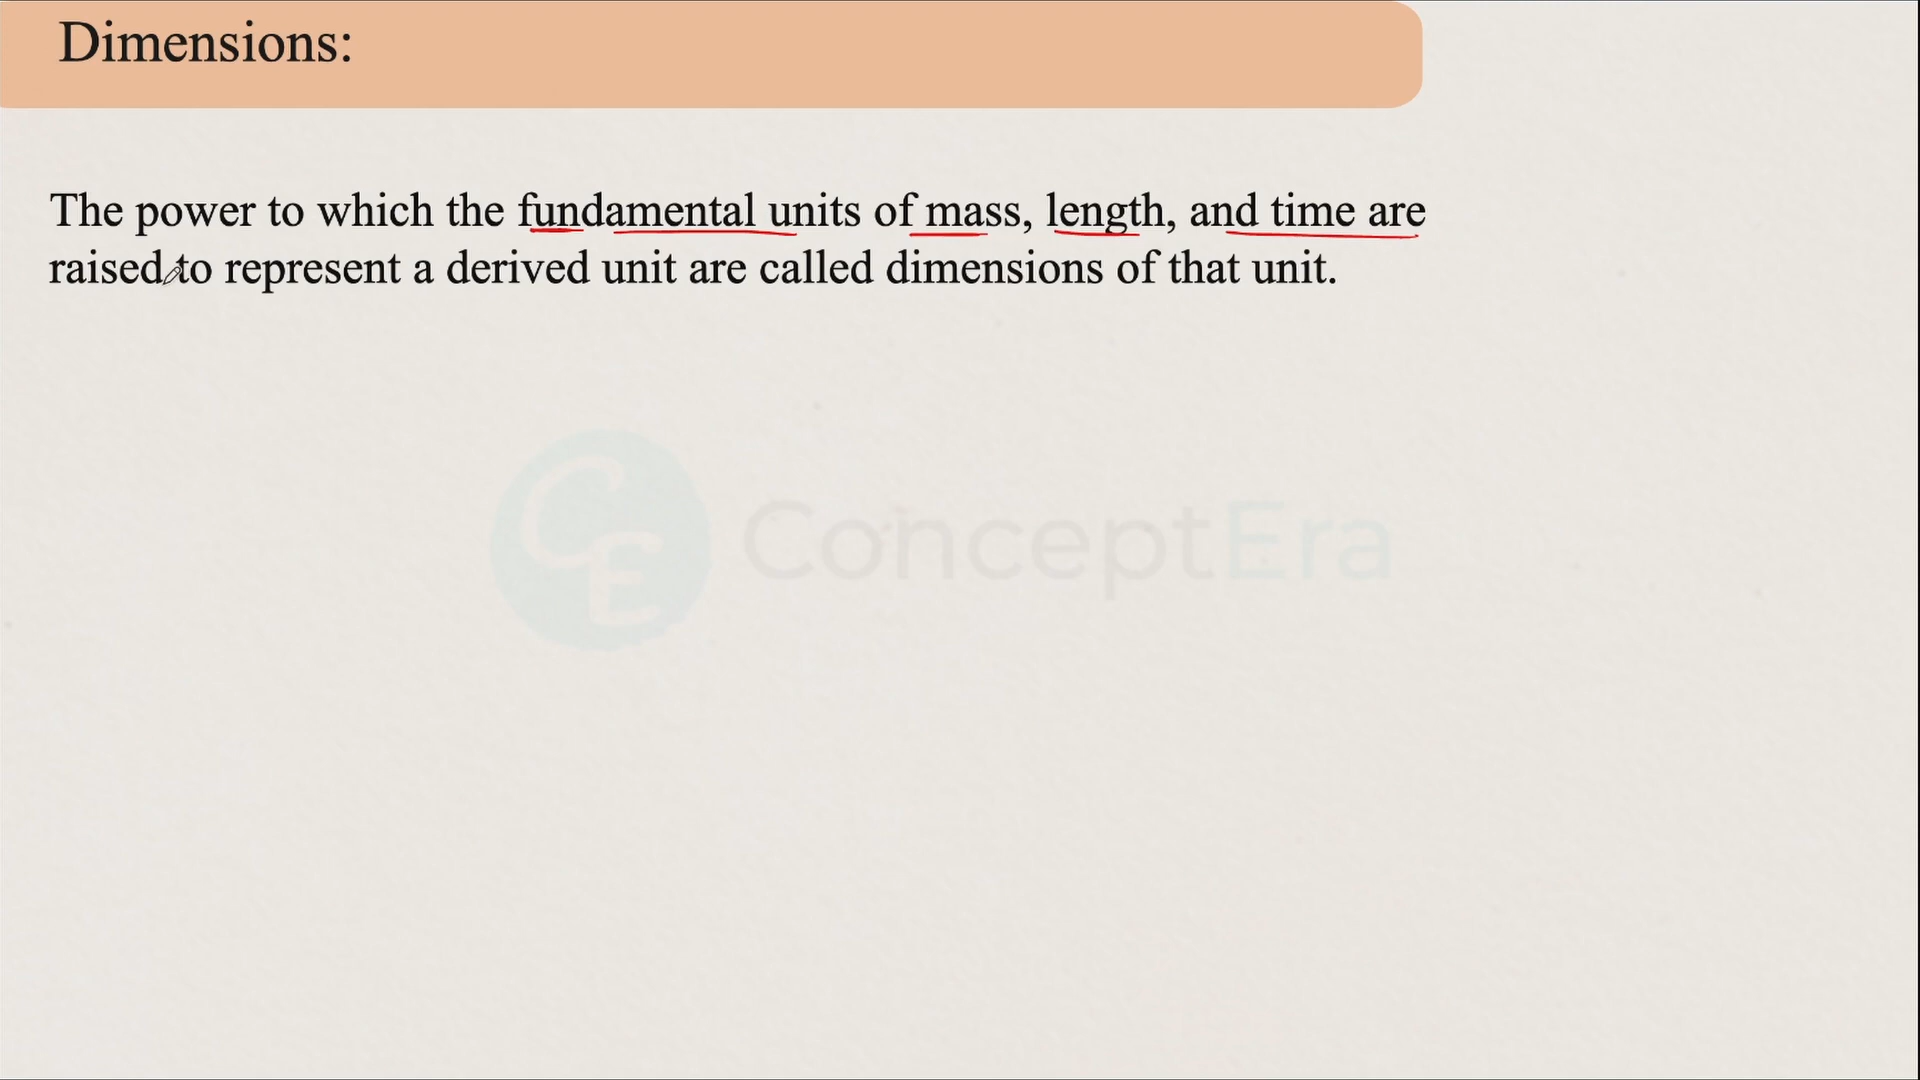 Dimensions:
The power to which the fundamental units of mass, length, and time are
raised to represent a derived unit are called dimensions of that unit.
CE ConceptEra